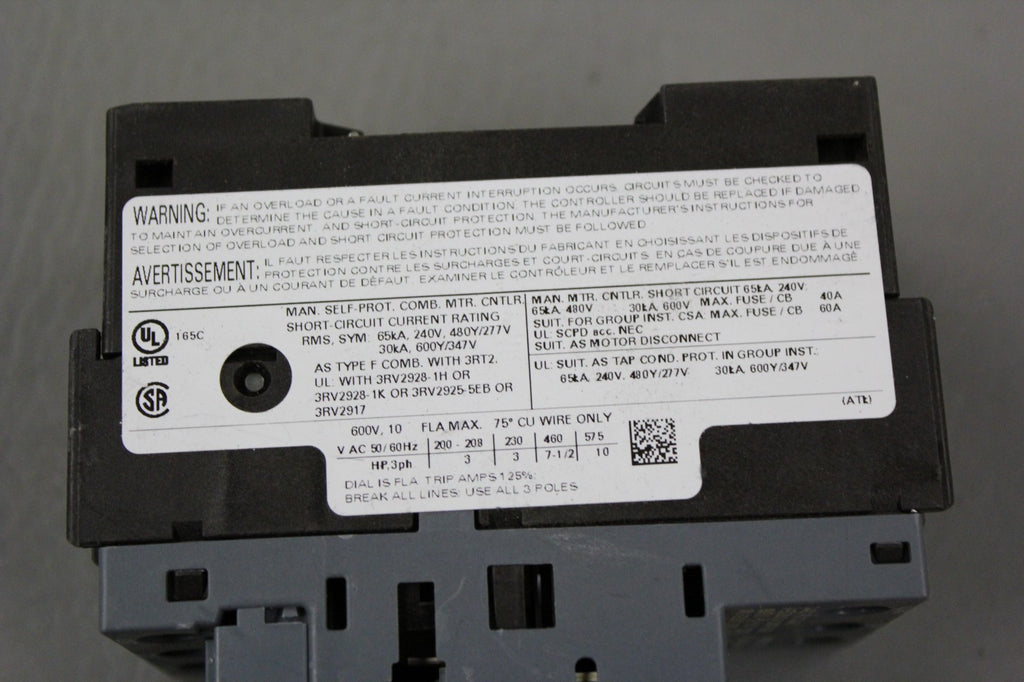 WARNING: IF AN OVERLOAD OR A FAULT CURRENT INTERRUPTION OCCURS, CIRCUITS MUST BE CHECKED TO
DETERMINE THE CAUSE IN A FAULT CONDITION. THE CONTROLLER SHOULD BE REPLACED IF DAMAGED.
TO MAINTAIN OVERCURRENT, AND SHORT-CIRCUIT PROTECTION, THE MANUFACTURER'S INSTRUCTIONS FOR
SELECTION OF OVERLOAD AND SHORT CIRCUIT PROTECTION MUST BE FOLLOWED
AVERTISSEMENT: IL FAUT RESPECTER LES INSTRUCTIONS DU FABRICANT EN CHOISISSANT LES DISPOSITIFS DE
PROTECTION CONTRE LES SURCHARGES ET COURT-CIRCUITS. EN CAS DE COUPURE DUE À UNE
SURCHARGE OU À UN COURANT DE DÉFAUT, EXAMINER LE CONTRÔLEUR ET LE REMPLACER S'IL EST ENDOMMAGÉ.
UL
LISTED
165C
SA
MAN. SELF-PROT. COMB. MTR. CNTLR.
SHORT-CIRCUIT CURRENT RATING
RMS, SYM: 65kA, 240V, 480Y/277V
30kA, 600Y/347V
AS TYPE F COMB. WITH 3RT2.
UL: WITH 3RV2928-1H OR
3RV2928-1K OR 3RV2925-5EB OR
3RV2917
MAN. MTR. CNTLR. SHORT CIRCUIT 65kA, 240V:
65kA, 480V 30kA, 600V MAX. FUSE / CB 40A
SUIT. FOR GROUP INST. CSA: MAX. FUSE / CB 60A
UL: SCPD acc. NEC
SUIT. AS MOTOR DISCONNECT
UL: SUIT. AS TAP COND. PROT. IN GROUP INST.:
65kA, 240V, 480Y/277V 30kA, 600Y/347V
(ATL)
600V, 10 FLA MAX. 75° CU WIRE ONLY
V AC 50/60Hz 200 - 208 230 460 575
HP,3ph 3 3 7-1/2 10
DIAL IS FLA. TRIP AMPS 125%:
BREAK ALL LINES: USE ALL 3 POLES